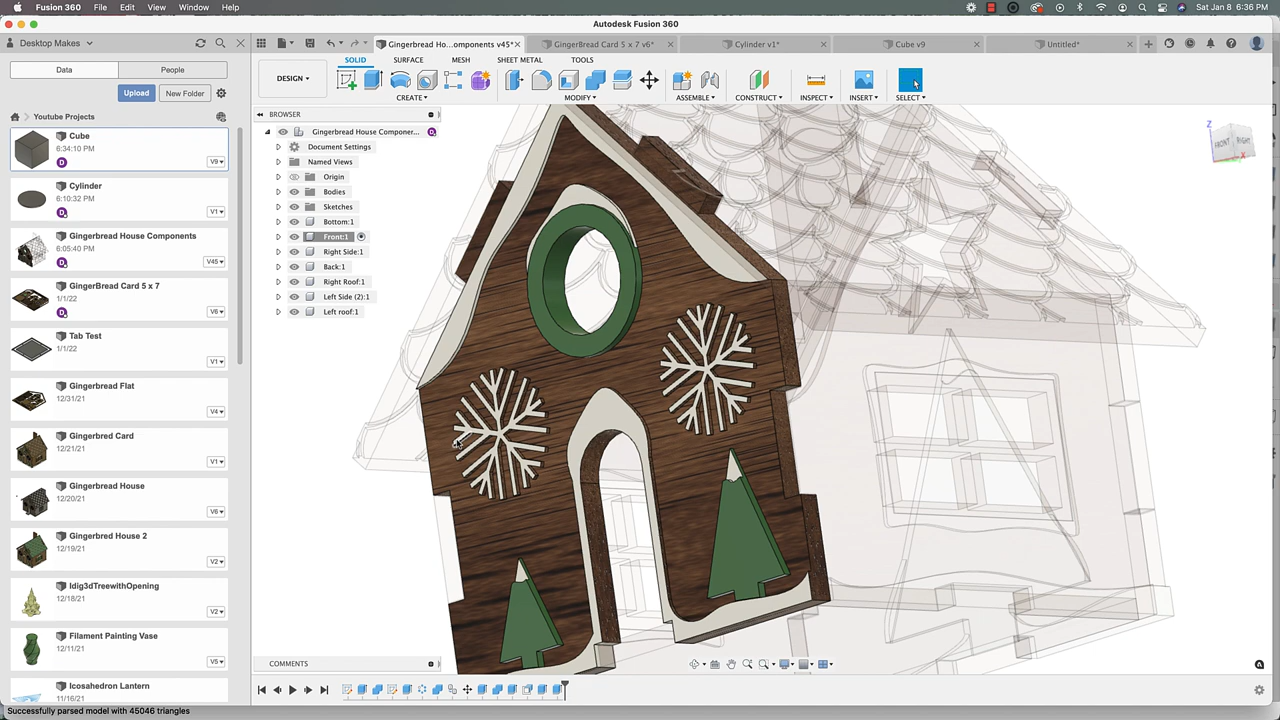 Fusion 360 File Edit View Window Help Sat Jan 8 6:36 PM
Autodesk Fusion 360
Desktop Makes Gingerbread Ho...omponents v45* GingerBread Card 5 x 7 v6* Cylinder v1* Cube v9 Untitled*
Data People
Upload New Folder
Youtube Projects
Cube
6:34:10 PM
D V9
Cylinder
6:10:32 PM
D V1
Gingerbread House Components
6:05:40 PM
D V45
GingerBread Card 5 x 7
1/1/22
D V6
Tab Test
1/1/22
V1
Gingerbread Flat
12/31/21
V4
Gingerbred Card
12/21/21
V1
Gingerbread House
12/20/21
V6
Gingerbred House 2
12/19/21
V2
Idig3dTreewithOpening
12/18/21
V2
Filament Painting Vase
12/11/21
V5
Icosahedron Lantern
11/16/21
SOLID SURFACE MESH SHEET METAL TOOLS
DESIGN
CREATE MODIFY ASSEMBLE CONSTRUCT INSPECT INSERT SELECT
BROWSER
Gingerbread House Componer... D
Document Settings
Named Views
Origin
Bodies
Sketches
Bottom:1
Front:1
Right Side:1
Back:1
Right Roof:1
Left Side (2):1
Left roof:1
Z
FRONT RIGHT
X
COMMENTS
Successfully parsed model with 45046 triangles